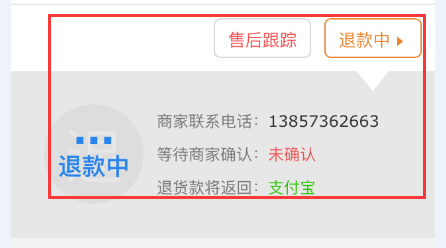 售后跟踪 退款中
商家联系电话：13857362663
等待商家确认：未确认
退款中
退货款将返回：支付宝